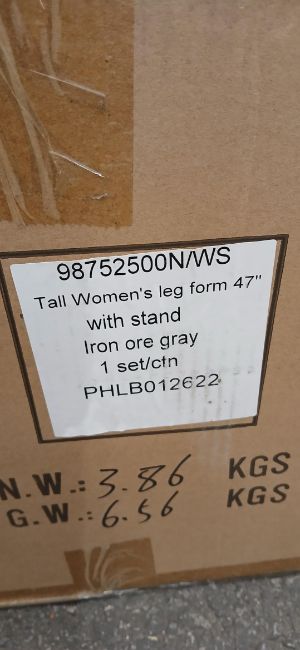 98752500N/WS
Tall Women's leg form 47"
with stand
Iron ore gray
1 set/ctn
PHLB012622
N.W.: 3.86 KGS
G.W.: 6.56 KGS